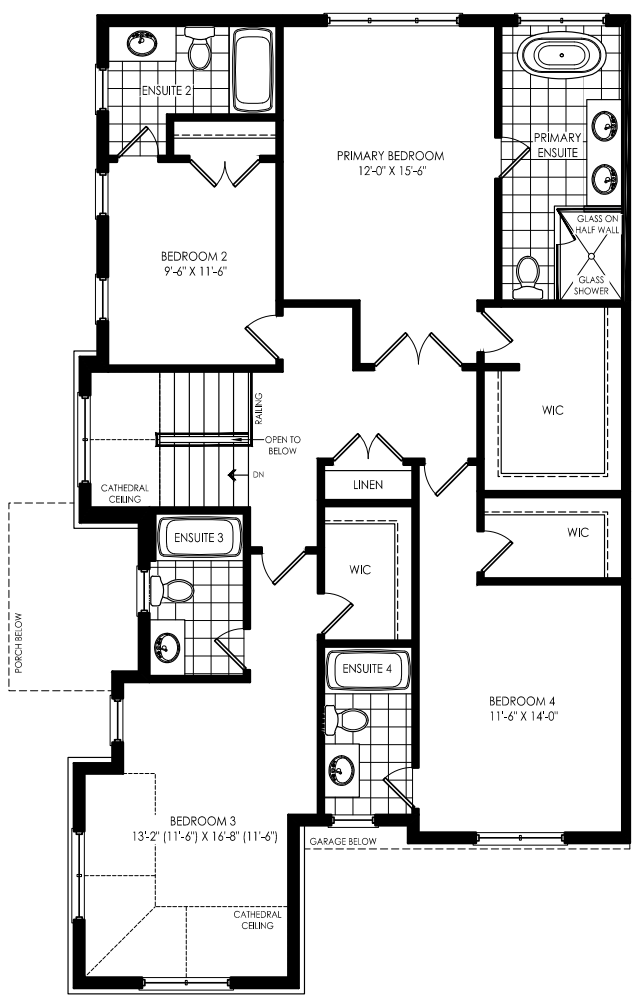 ENSUITE 2
PRIMARY BEDROOM
12'-0" X 15'-6"
PRIMARY
ENSUITE
GLASS ON
HALF WALL
GLASS
SHOWER
BEDROOM 2
9'-6" X 11'-6"
RAILING
OPEN TO
BELOW
DN
CATHEDRAL
CEILING
WIC
LINEN
WIC
ENSUITE 3
WIC
PORCH BELOW
ENSUITE 4
BEDROOM 4
11'-6" X 14'-0"
BEDROOM 3
13'-2" (11'-6") X 16'-8" (11'-6")
GARAGE BELOW
CATHEDRAL
CEILING